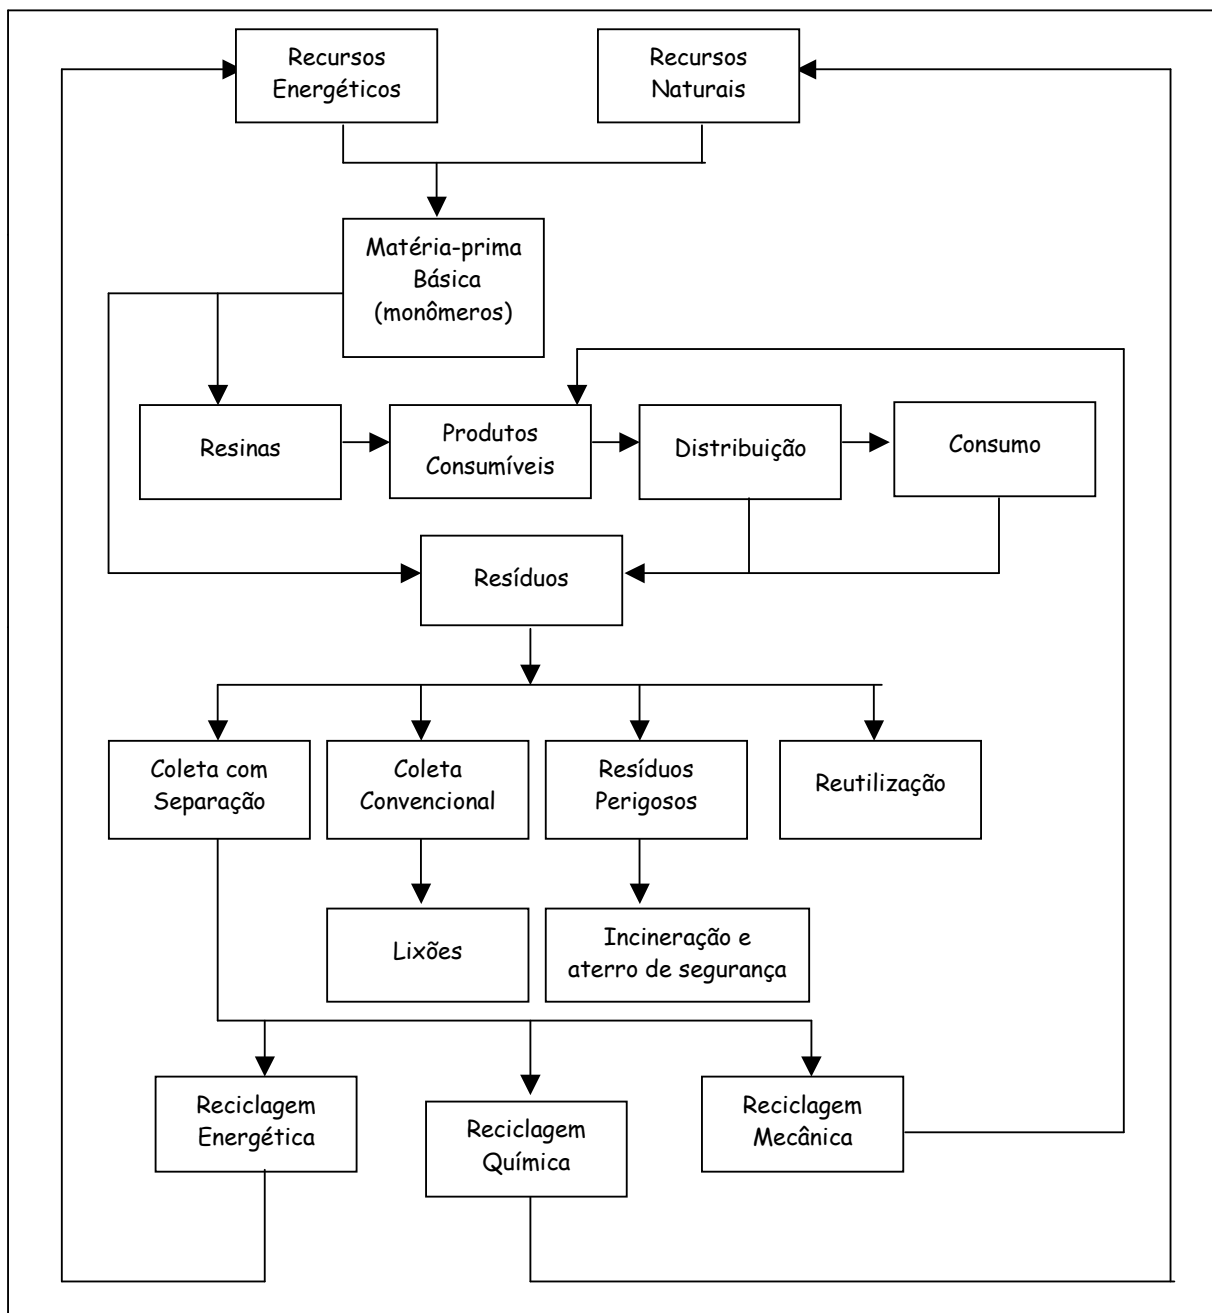 Recursos
Energéticos
Recursos
Naturais
Matéria-prima
Básica
(monômeros)
Resinas
Produtos
Consumíveis
Distribuição
Consumo
Resíduos
Coleta com
Separação
Coleta
Convencional
Resíduos
Perigosos
Reutilização
Lixões
Incineração e
aterro de segurança
Reciclagem
Energética
Reciclagem
Química
Reciclagem
Mecânica